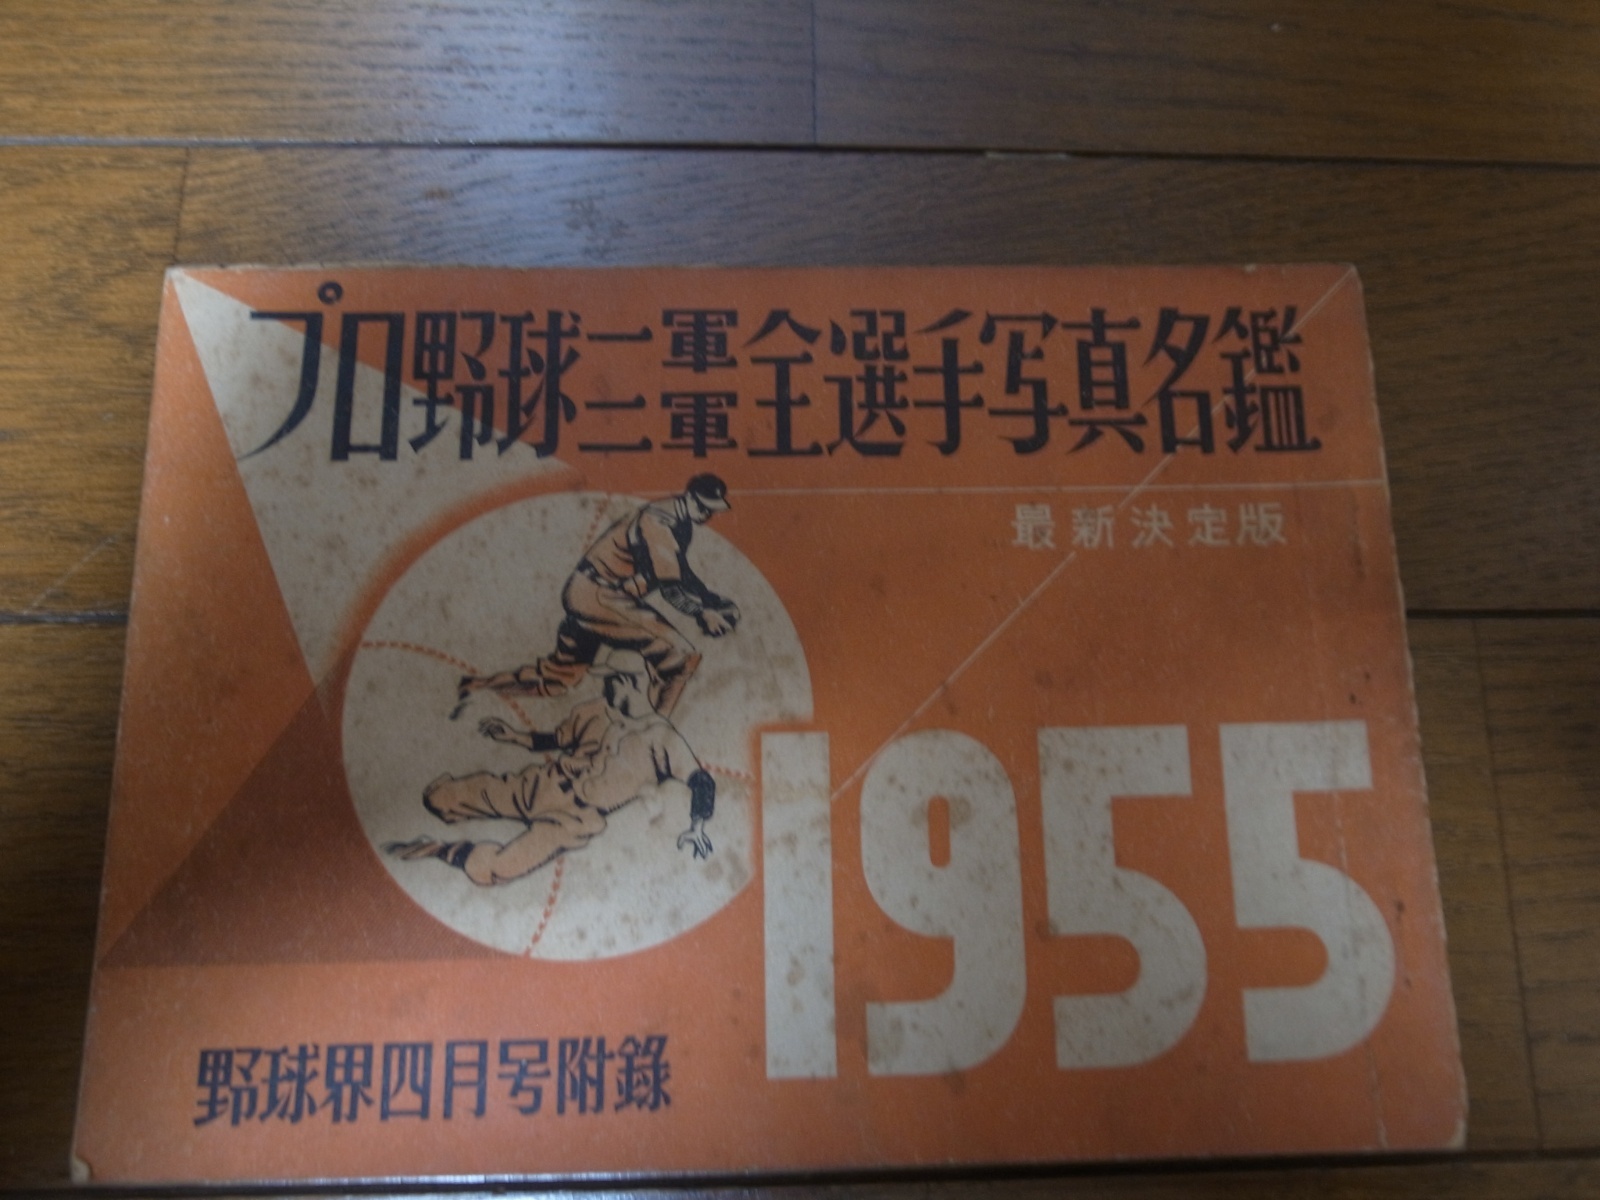 プロ野球一軍二軍全選手写真名鑑
最新決定版
1955
野球界四月号附錄